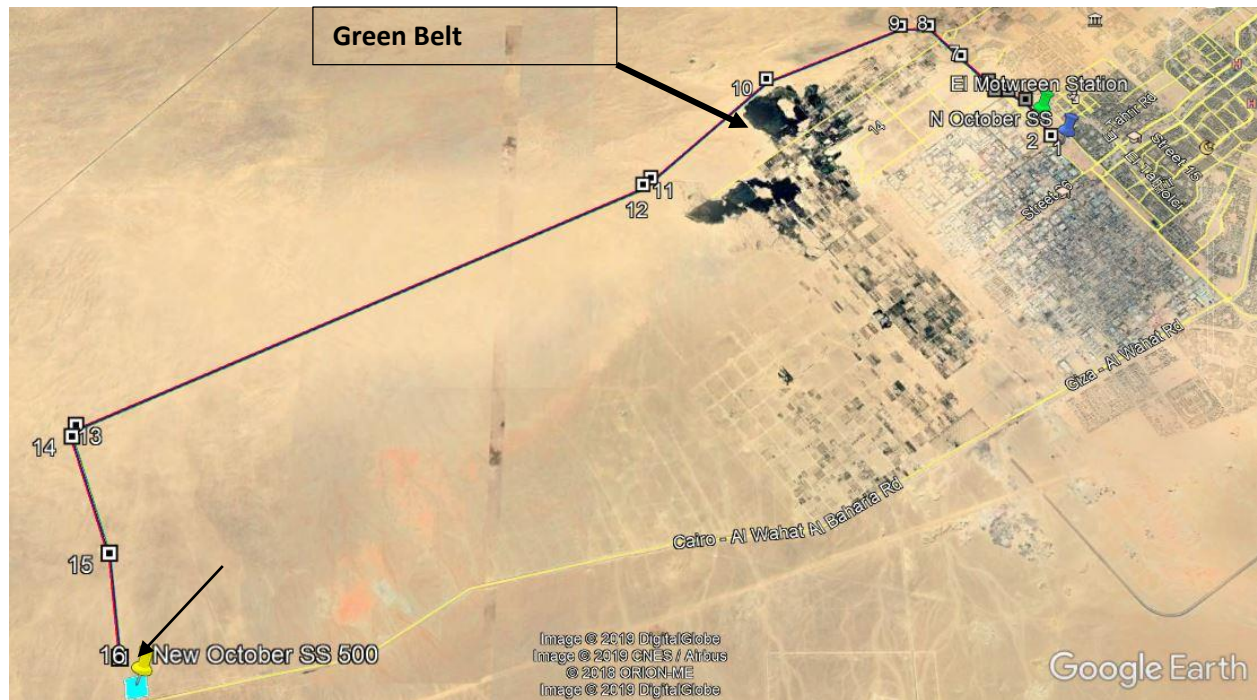 Green Belt
9
8
7
10
El Motwreen Station
Tahrir Rd
14
N October SS
2
1
Street 15
11
12
Giza - Al Wahat Rd
13
14
Cairo - Al Wahat Al Baharia Rd
15
16
New October SS 500
Image © 2019 DigitalGlobe
Image © 2019 CNES / Airbus
© 2018 ORION-ME
Image © 2019 DigitalGlobe
Google Earth